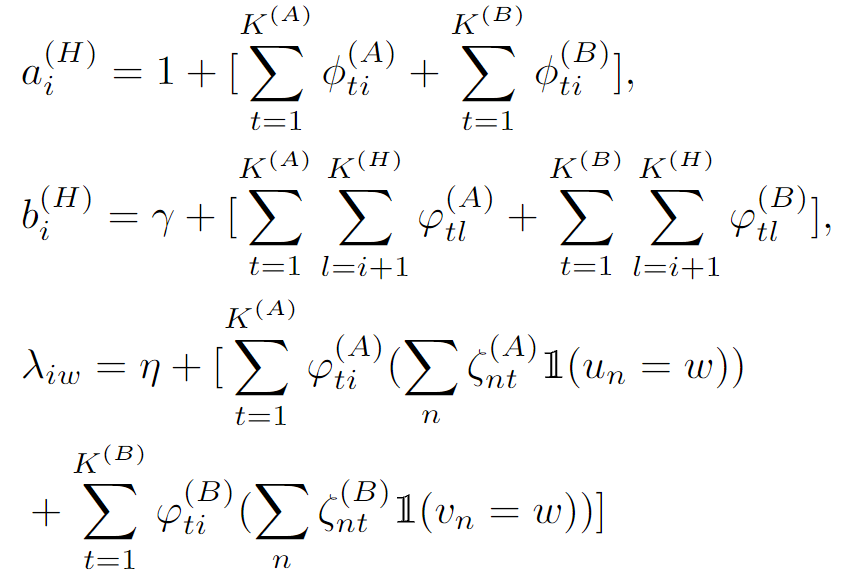 $a_i^{(H)} = 1 + [\sum_{t=1}^{K^{(A)}} \phi_{ti}^{(A)} + \sum_{t=1}^{K^{(B)}} \phi_{ti}^{(B)}],$
$b_i^{(H)} = \gamma + [\sum_{t=1}^{K^{(A)}} \sum_{l=i+1}^{K^{(H)}} \varphi_{tl}^{(A)} + \sum_{t=1}^{K^{(B)}} \sum_{l=i+1}^{K^{(H)}} \varphi_{tl}^{(B)}],$
$\lambda_{iw} = \eta + [\sum_{t=1}^{K^{(A)}} \varphi_{ti}^{(A)} (\sum_n \zeta_{nt}^{(A)} \mathbb{1}(u_n = w))$
$+ \sum_{t=1}^{K^{(B)}} \varphi_{ti}^{(B)} (\sum_n \zeta_{nt}^{(B)} \mathbb{1}(v_n = w))]$